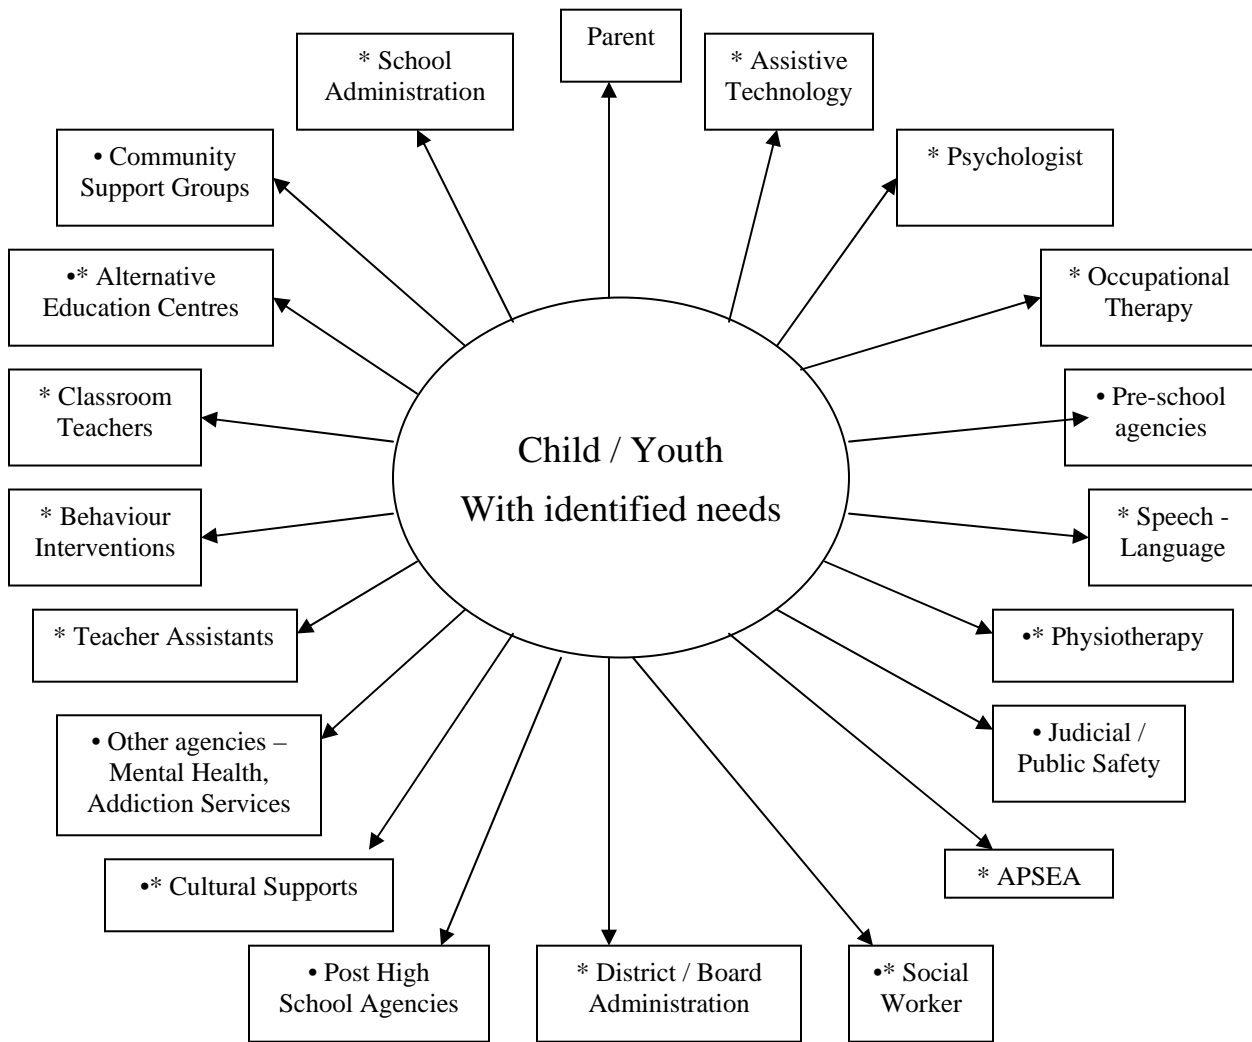 Parent
* School
Administration
* Assistive
Technology
• Community
Support Groups
* Psychologist
•* Alternative
Education Centres
* Occupational
Therapy
* Classroom
Teachers
• Pre-school
agencies
Child / Youth
With identified needs
* Behaviour
Interventions
* Speech -
Language
* Teacher Assistants
•* Physiotherapy
• Other agencies –
Mental Health,
Addiction Services
• Judicial /
Public Safety
•* Cultural Supports
* APSEA
• Post High
School Agencies
* District / Board
Administration
•* Social
Worker